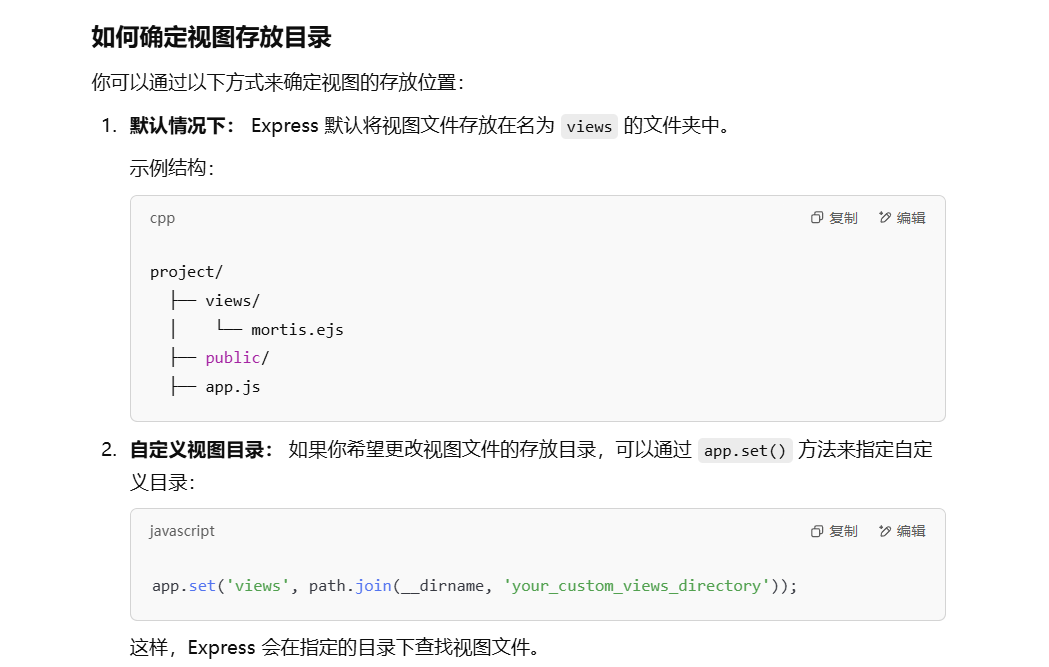 如何确定视图存放目录
你可以通过以下方式来确定视图的存放位置：
1. 默认情况下： Express 默认将视图文件存放在名为 views 的文件夹中。
示例结构：
cpp 复制 编辑
project/
├── views/
│    └── mortis.ejs
├── public/
├── app.js
2. 自定义视图目录： 如果你希望更改视图文件的存放目录，可以通过 app.set() 方法来指定自定
义目录：
javascript 复制 编辑
app.set('views', path.join(__dirname, 'your_custom_views_directory'));
这样，Express 会在指定的目录下查找视图文件。